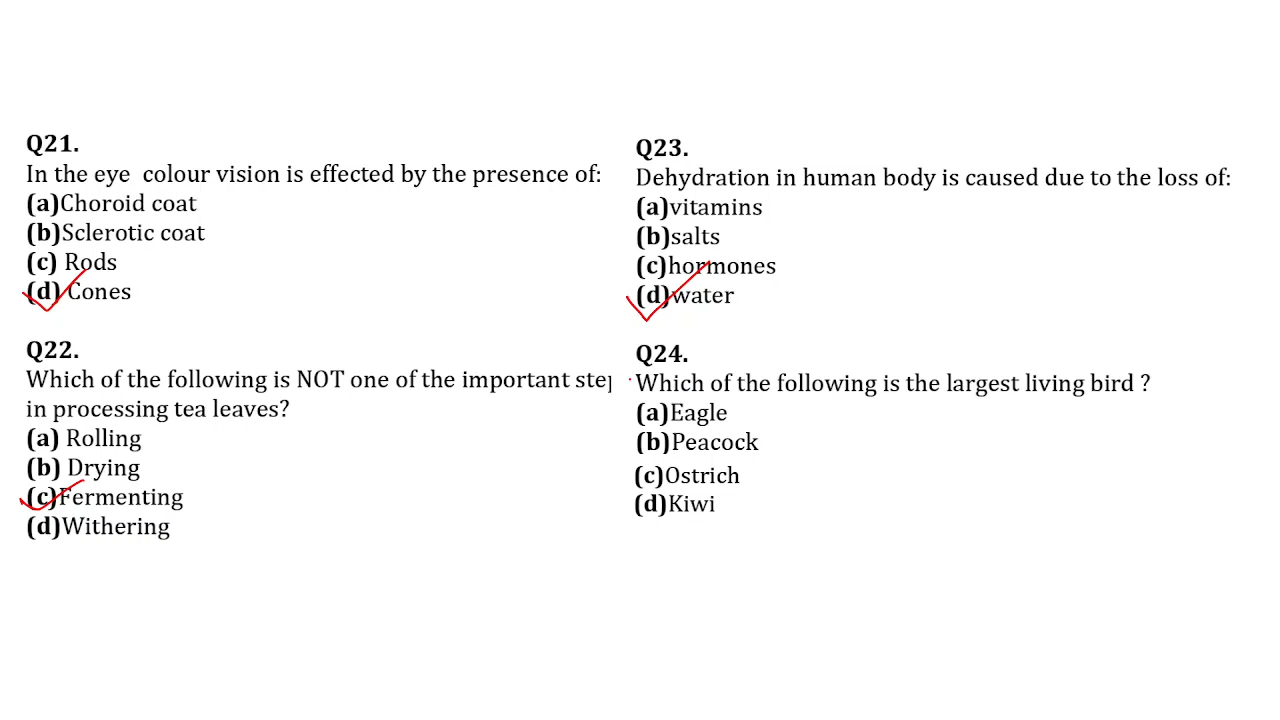 Q21.
In the eye colour vision is effected by the presence of:
(a)Choroid coat
(b)Sclerotic coat
(c) Rods
(d) Cones
Q22.
Which of the following is NOT one of the important step
in processing tea leaves?
(a) Rolling
(b) Drying
(c)Fermenting
(d)Withering
Q23.
Dehydration in human body is caused due to the loss of:
(a)vitamins
(b)salts
(c)hormones
(d)water
Q24.
Which of the following is the largest living bird ?
(a)Eagle
(b)Peacock
(c)Ostrich
(d)Kiwi